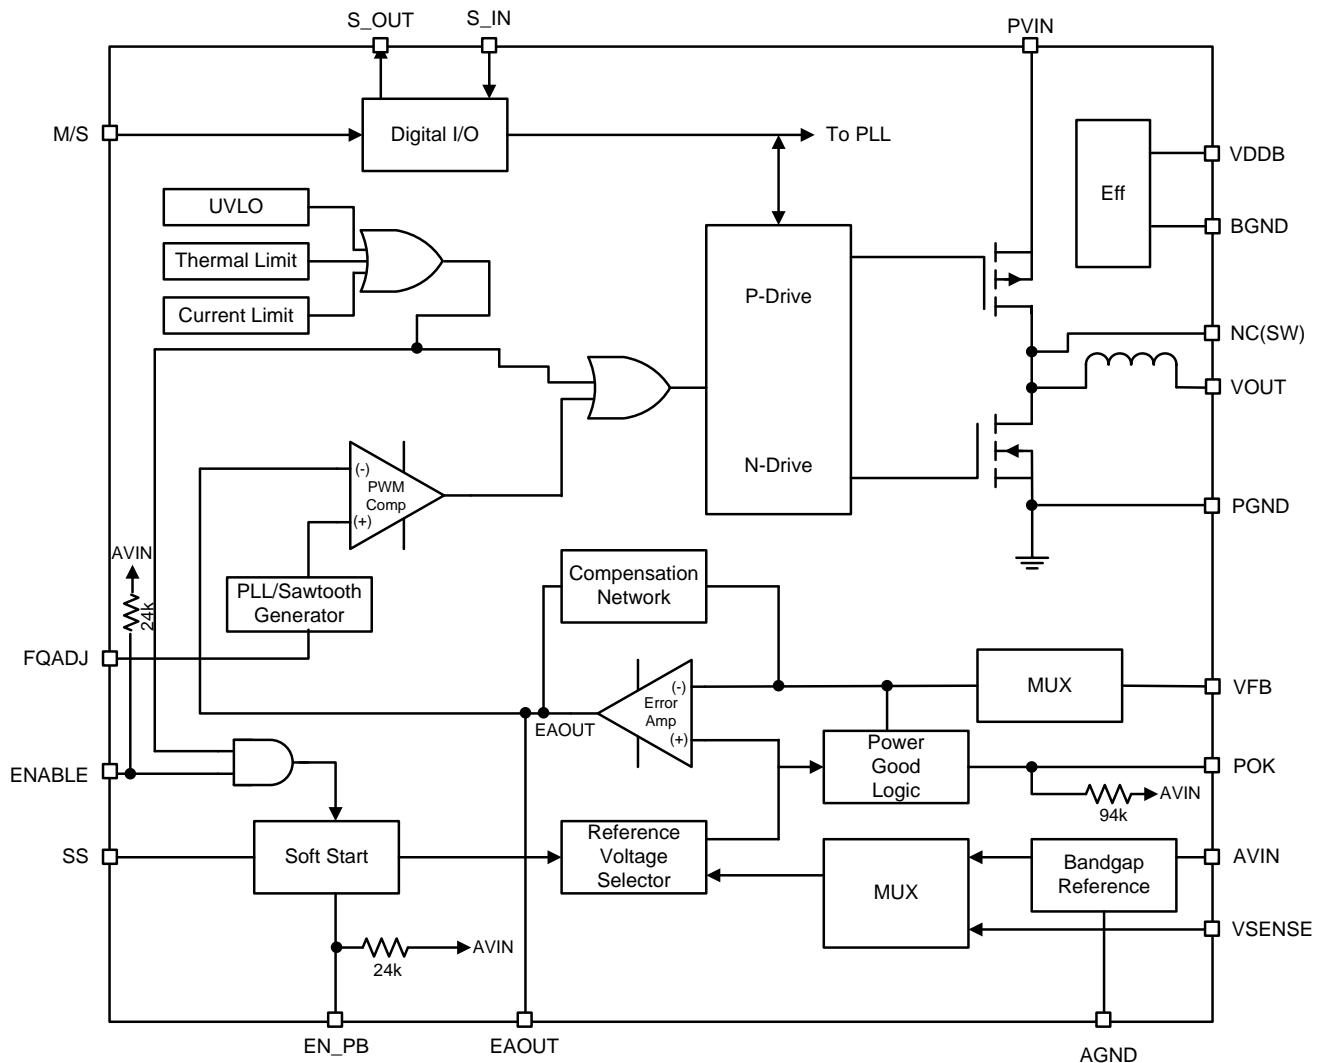 S_OUT
S_IN
PVIN
M/S
Digital I/O
To PLL
VDDB
Eff
BGND
UVLO
Thermal Limit
Current Limit
P-Drive
NC(SW)
VOUT
N-Drive
(-)
PWM
Comp
(+)
PGND
AVIN
24k
PLL/Sawtooth
Generator
Compensation
Network
FQADJ
(-)
Error
Amp
(+)
EAOUT
MUX
VFB
ENABLE
Power
Good
Logic
POK
94k
AVIN
SS
Soft Start
Reference
Voltage
Selector
MUX
Bandgap
Reference
AVIN
VSENSE
24k
AVIN
EN_PB
EAOUT
AGND